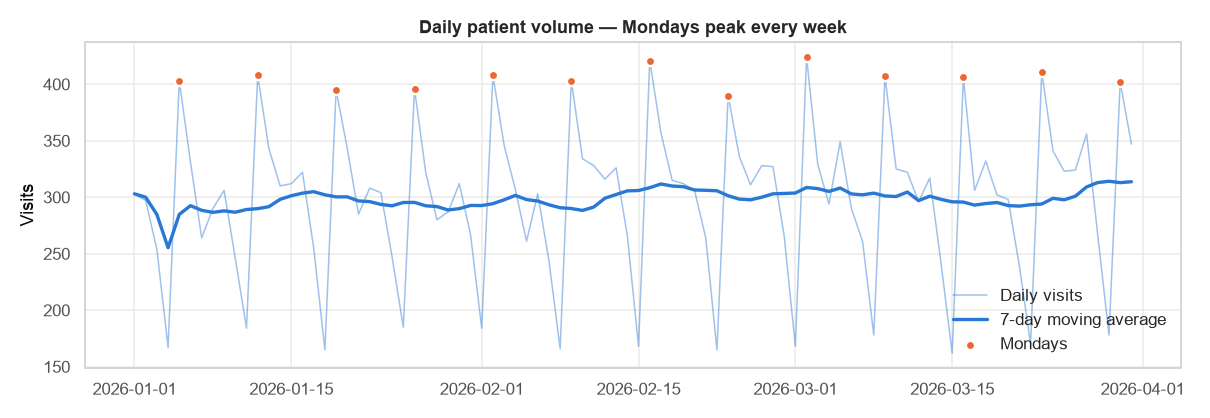 Daily patient volume — Mondays peak every week
Visits
400
350
300
250
200
150
Daily visits
7-day moving average
Mondays
2026-01-01
2026-01-15
2026-02-01
2026-02-15
2026-03-01
2026-03-15
2026-04-01